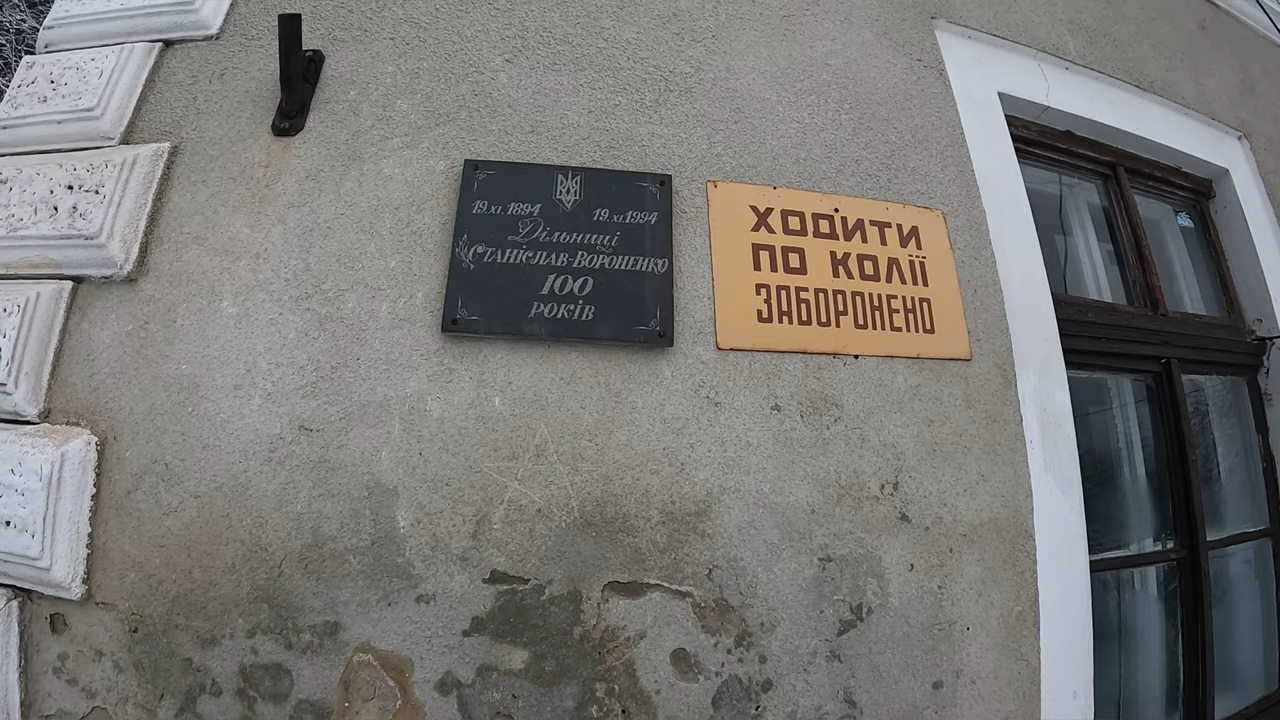 19.XI.1894 19.XI.1994
Дільниці
Станіслав-Вороненко
100
років
ХОДИТИ
ПО КОЛІЇ
ЗАБОРОНЕНО